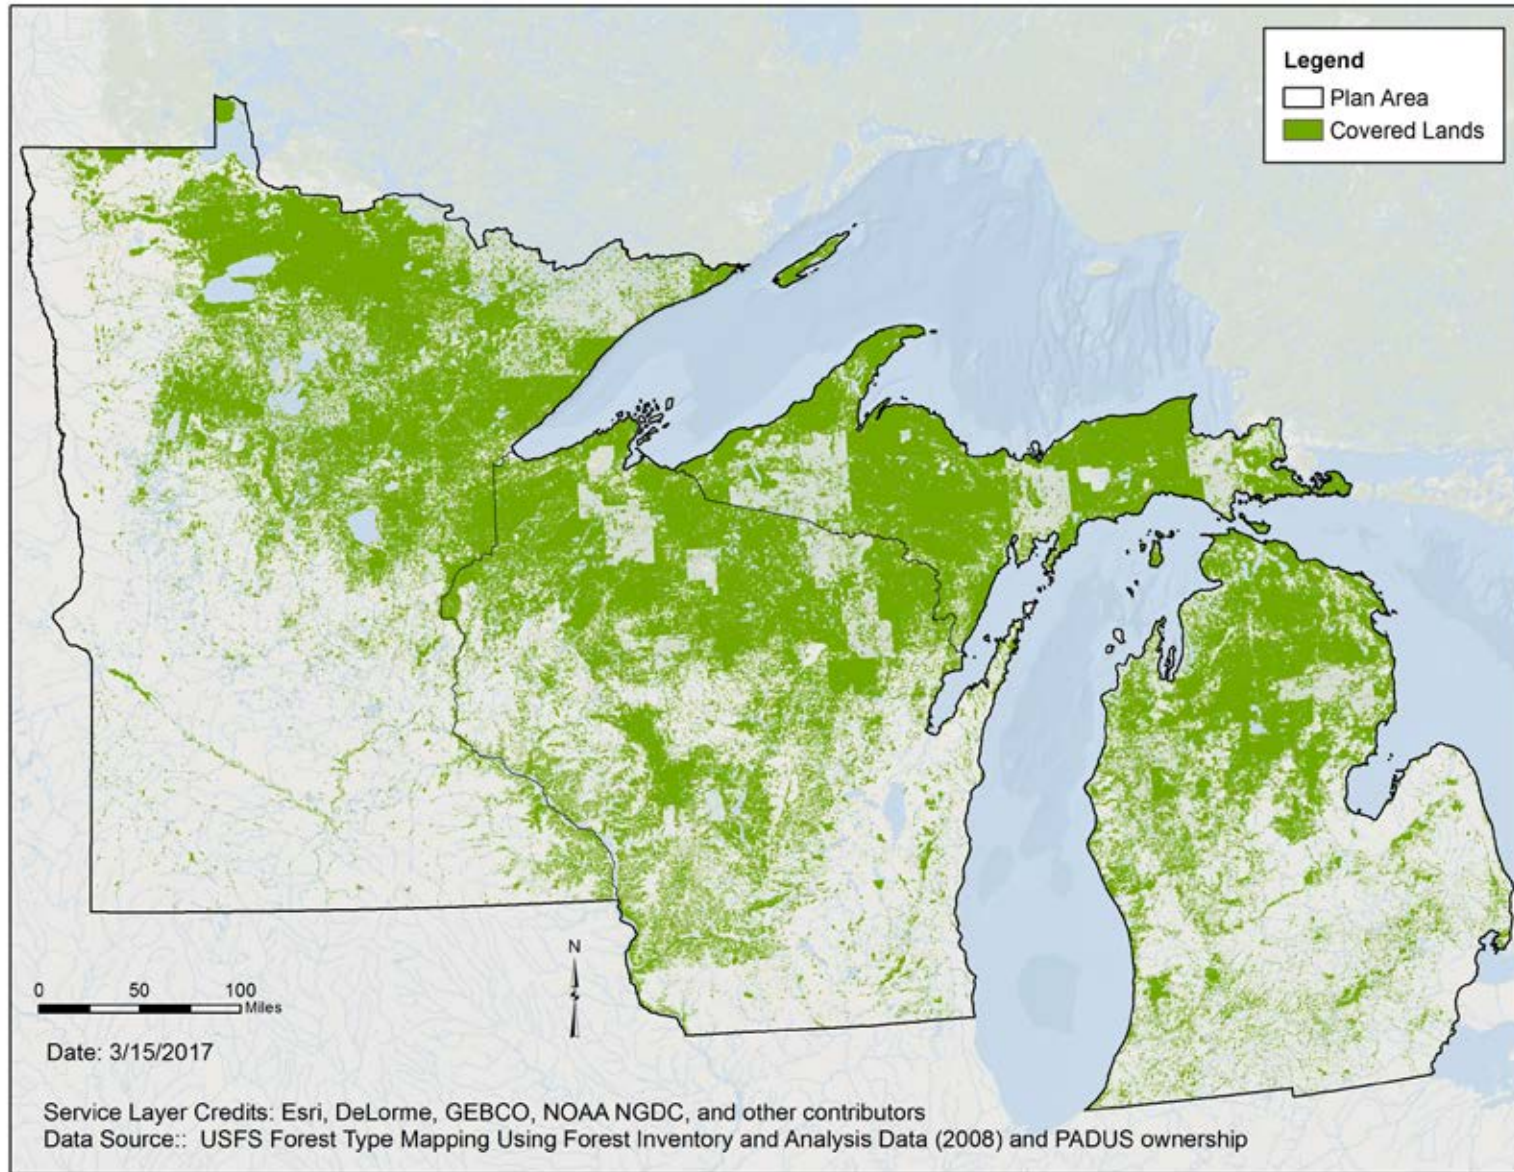 Legend
Plan Area
Covered Lands
N
0 50 100
Miles
Date: 3/15/2017
Service Layer Credits: Esri, DeLorme, GEBCO, NOAA NGDC, and other contributors
Data Source:: USFS Forest Type Mapping Using Forest Inventory and Analysis Data (2008) and PADUS ownership